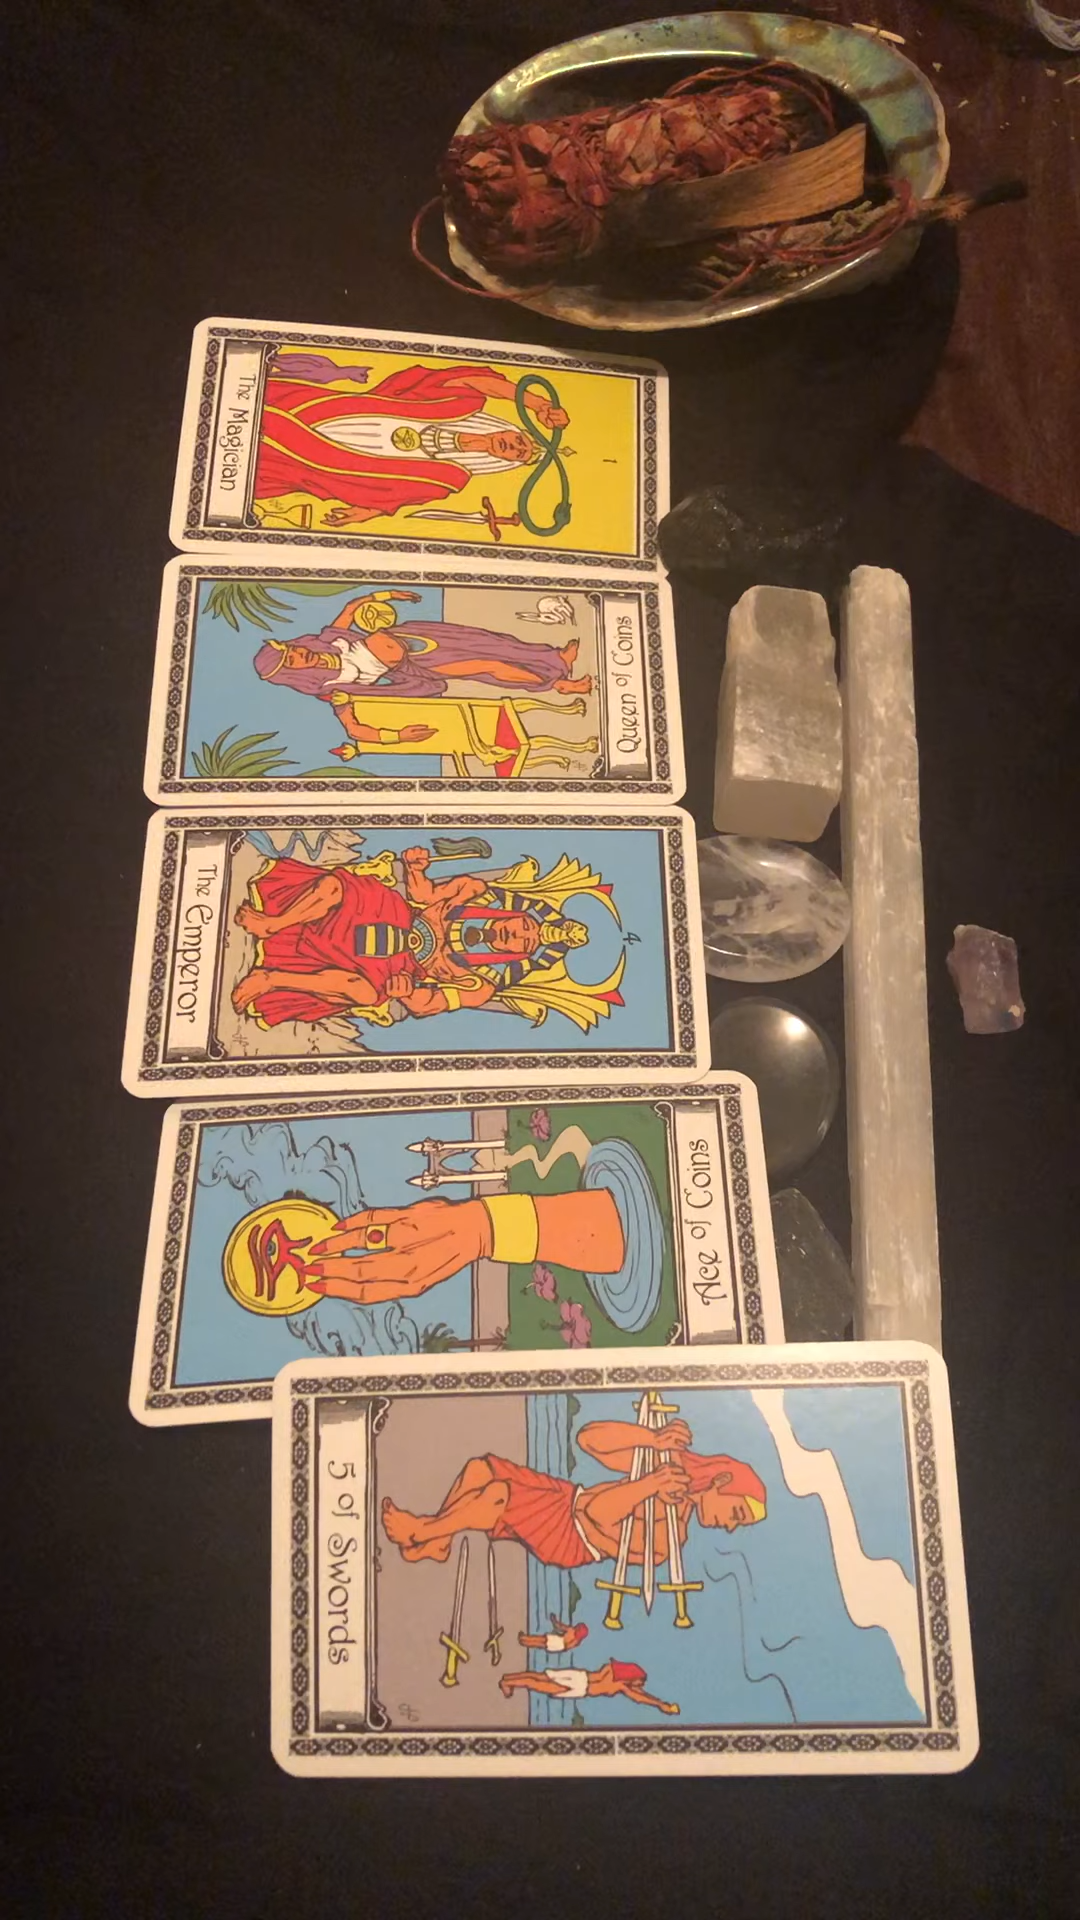 1
The Magician
Queen of Coins
4
The Emperor
Ace of Coins
5 of Swords